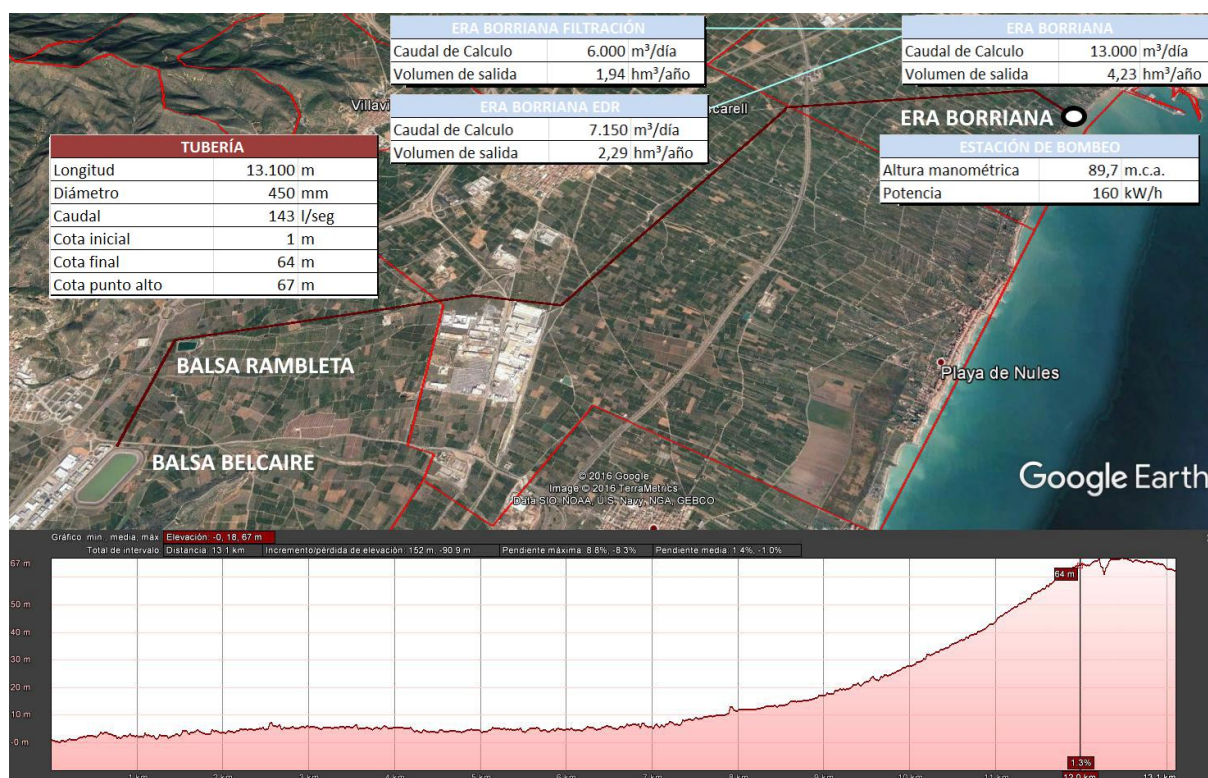 ERA BORRIANA FILTRACIÓN
Caudal de Calculo 6.000 m³/día
Volumen de salida 1,94 hm³/año
ERA BORRIANA
Caudal de Calculo 13.000 m³/día
Volumen de salida 4,23 hm³/año
ERA BORRIANA EDR
Caudal de Calculo 7.150 m³/día
Volumen de salida 2,29 hm³/año
Villavi
carell
ERA BORRIANA
TUBERÍA
Longitud 13.100 m
Diámetro 450 mm
Caudal 143 l/seg
Cota inicial 1 m
Cota final 64 m
Cota punto alto 67 m
ESTACIÓN DE BOMBEO
Altura manométrica 89,7 m.c.a.
Potencia 160 kW/h
BALSA RAMBLETA
Playa de Nules
BALSA BELCAIRE
© 2016 Google
Image © 2016 TerraMetrics
Data SIO, NOAA, U.S. Navy, NGA, GEBCO
Google Earth
Gráfico: mín., media, máx. Elevación: -0, 18, 67 m
Total de intervalo: Distancia: 13.1 km Incremento/pérdida de elevación: 152 m, -90.9 m Pendiente máxima: 8.8%, -8.3% Pendiente media: 1.4%, -1.0%
67 m
64 m
50 m
40 m
30 m
20 m
10 m
-0 m
1.3%
1 km 2 km 3 km 4 km 5 km 6 km 7 km 8 km 9 km 10 km 11 km 12.0 km 13.1 km